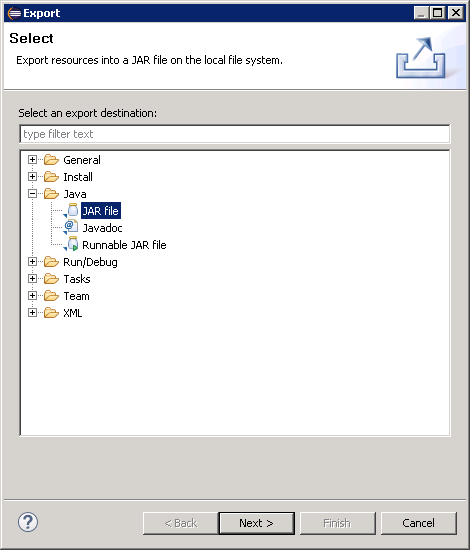 Export
Select
Export resources into a JAR file on the local file system.
Select an export destination:
type filter text
General
Install
Java
JAR file
Javadoc
Runnable JAR file
Run/Debug
Tasks
Team
XML
< Back
Next >
Finish
Cancel